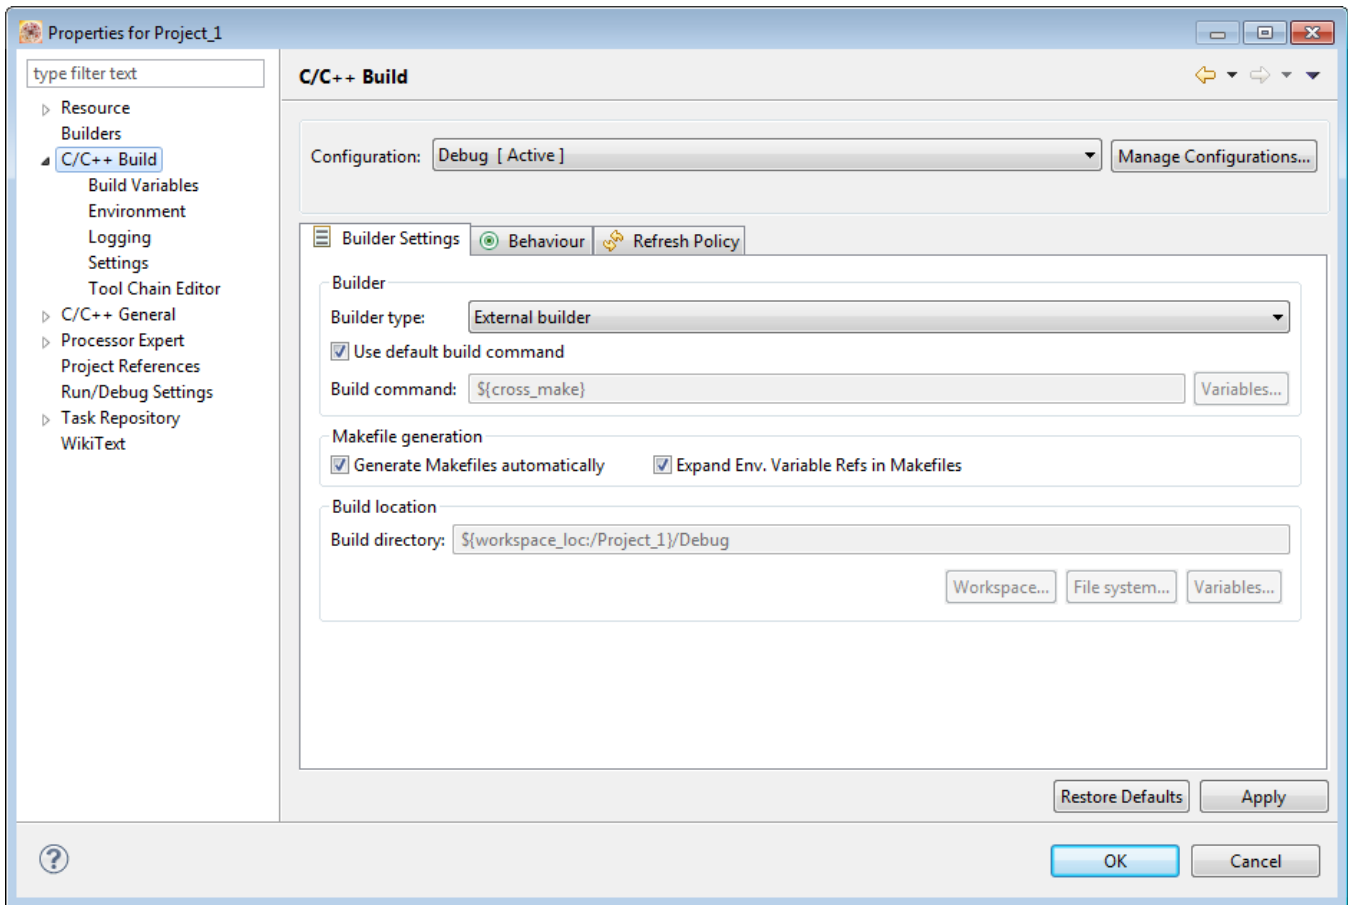 Properties for Project_1
type filter text
Resource
Builders
C/C++ Build
Build Variables
Environment
Logging
Settings
Tool Chain Editor
C/C++ General
Processor Expert
Project References
Run/Debug Settings
Task Repository
WikiText
C/C++ Build
Configuration: Debug [ Active ] Manage Configurations...
Builder Settings Behaviour Refresh Policy
Builder
Builder type: External builder
Use default build command
Build command: ${cross_make} Variables...
Makefile generation
Generate Makefiles automatically Expand Env. Variable Refs in Makefiles
Build location
Build directory: ${workspace_loc:/Project_1}/Debug
Workspace... File system... Variables...
Restore Defaults Apply
? OK Cancel